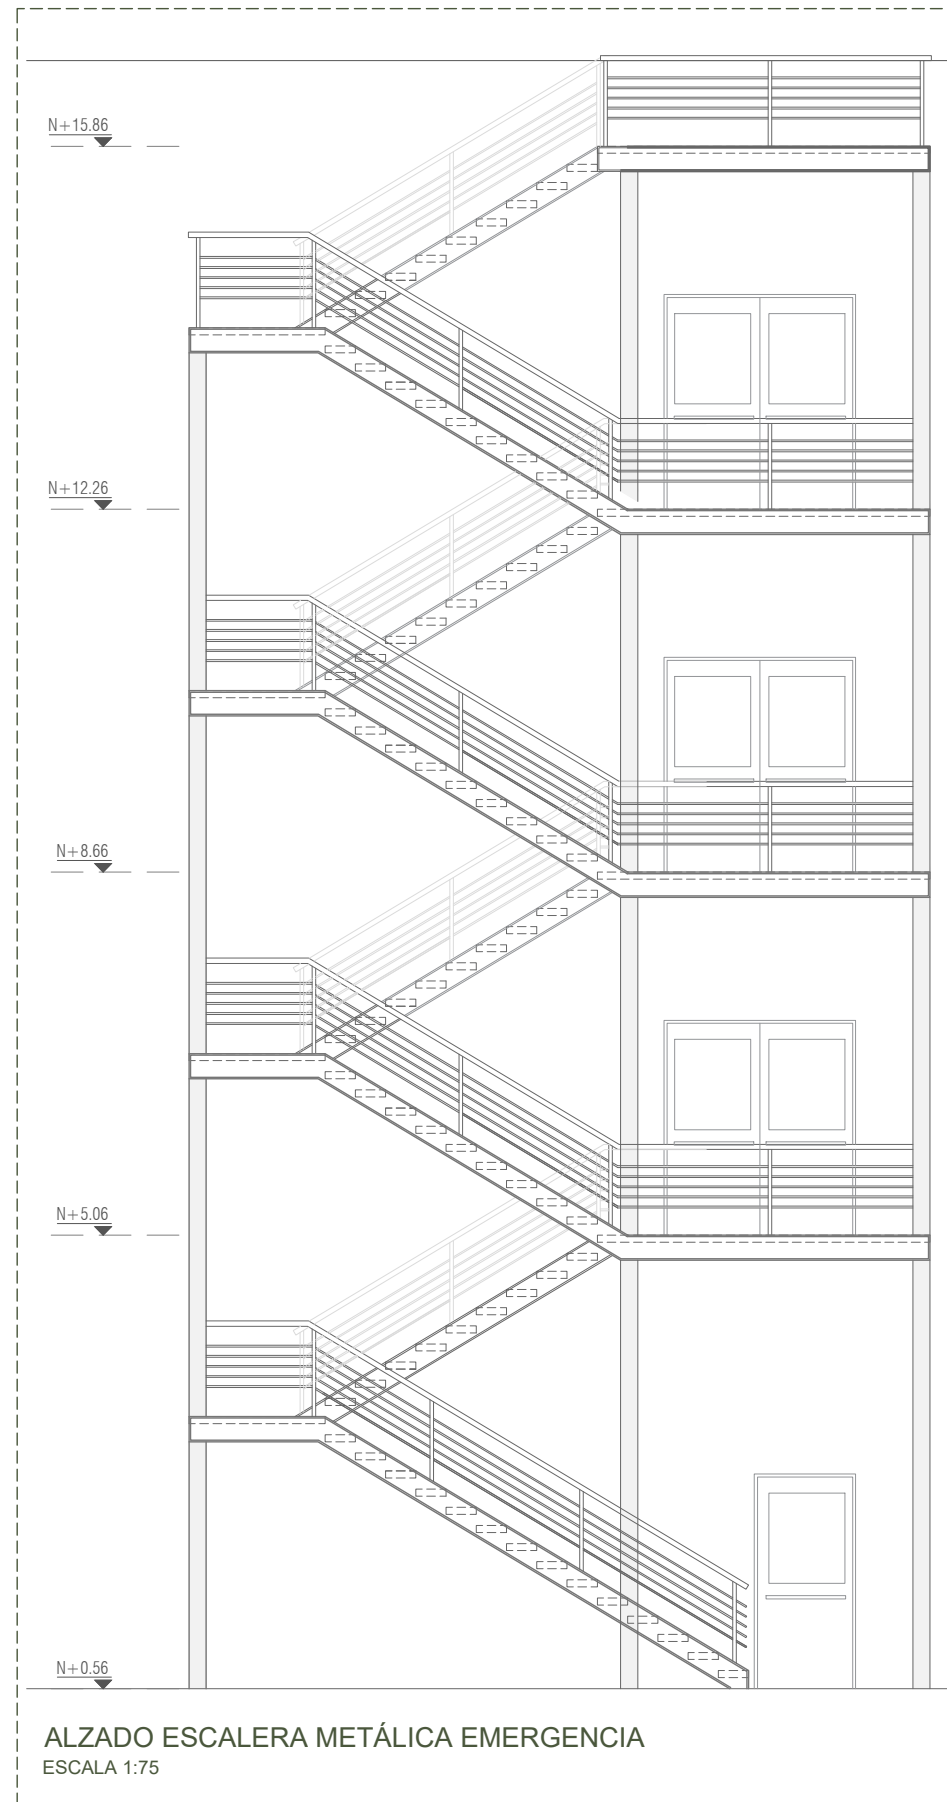 N+15.86
N+12.26
N+8.66
N+5.06
N+0.56
ALZADO ESCALERA METÁLICA EMERGENCIA
ESCALA 1:75